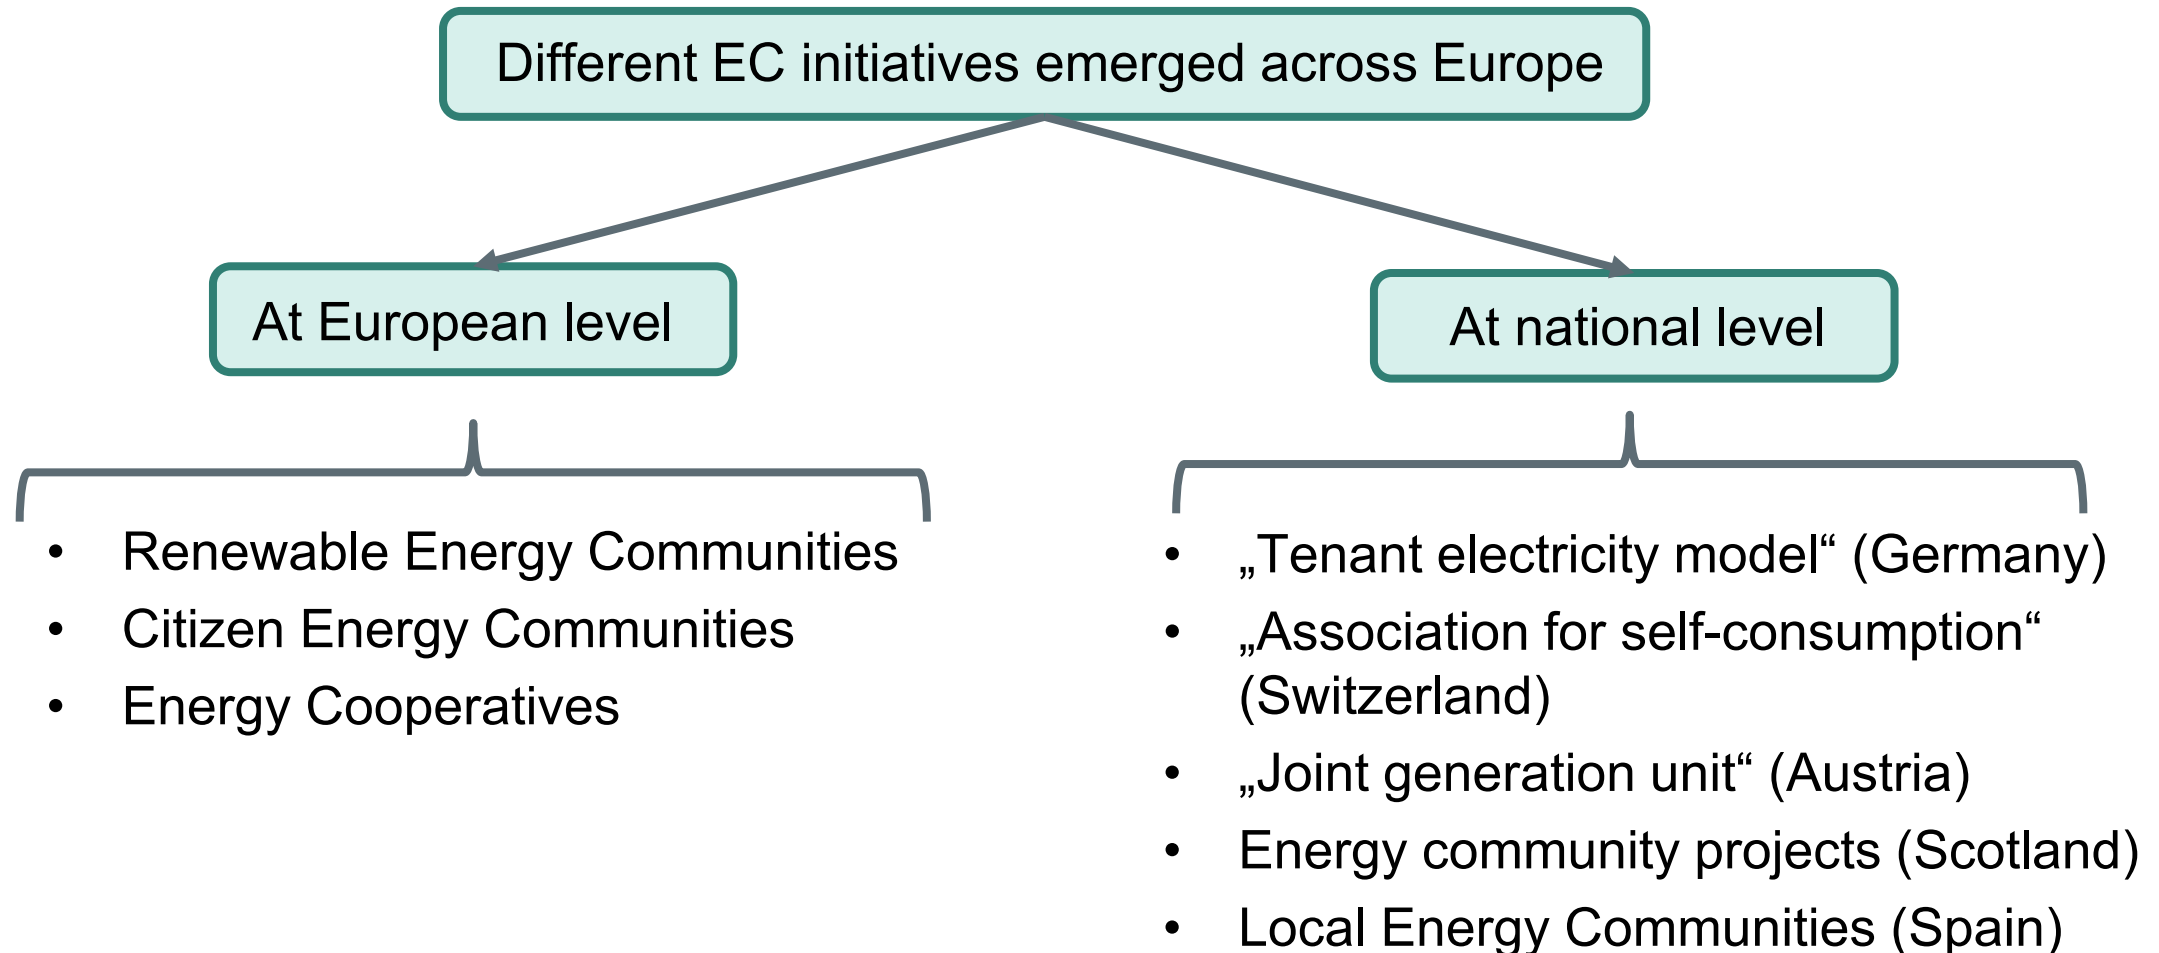 Different EC initiatives emerged across Europe
At European level
• Renewable Energy Communities
• Citizen Energy Communities
• Energy Cooperatives
At national level
• „Tenant electricity model“ (Germany)
• „Association for self-consumption“
(Switzerland)
• „Joint generation unit“ (Austria)
• Energy community projects (Scotland)
• Local Energy Communities (Spain)